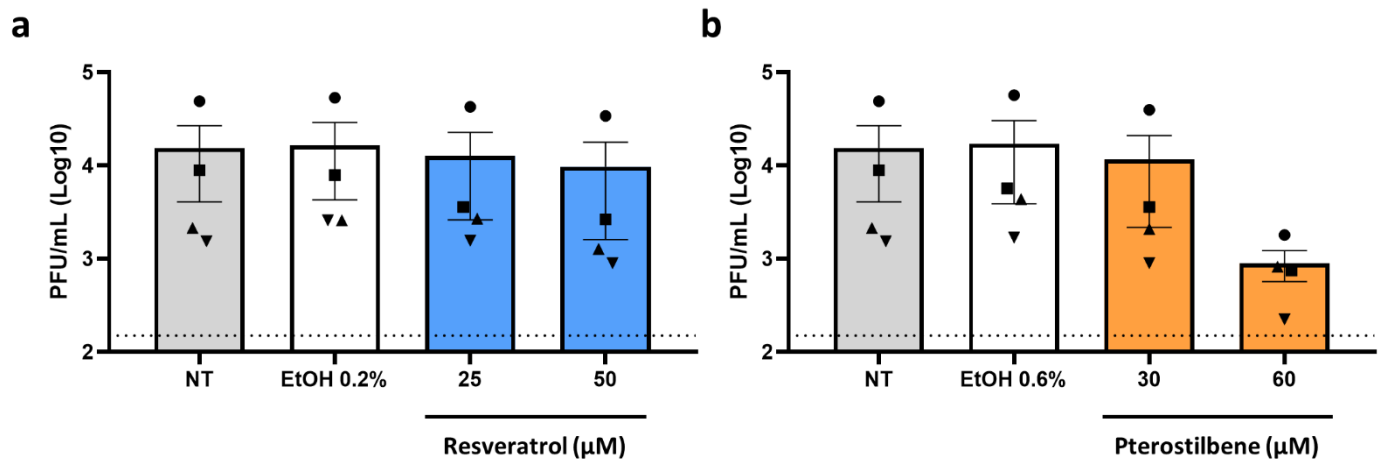 a
PFU/mL (Log10)
5
4
3
2
NT
EtOH 0.2%
25
50
Resveratrol (µM)
b
PFU/mL (Log10)
5
4
3
2
NT
EtOH 0.6%
30
60
Pterostilbene (µM)